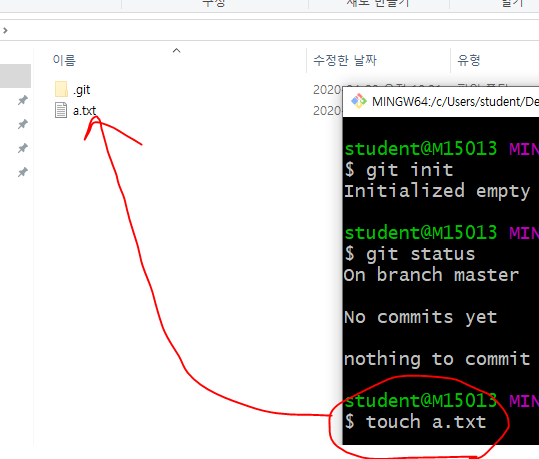 구성
새로 만들기
열기
이름
수정한 날짜
유형
.git
2020
a.txt
2020
MINGW64:/c/Users/student/De
student@M15013 MIN
$ git init
Initialized empty
student@M15013 MIN
$ git status
On branch master
No commits yet
nothing to commit
student@M15013 MIN
$ touch a.txt